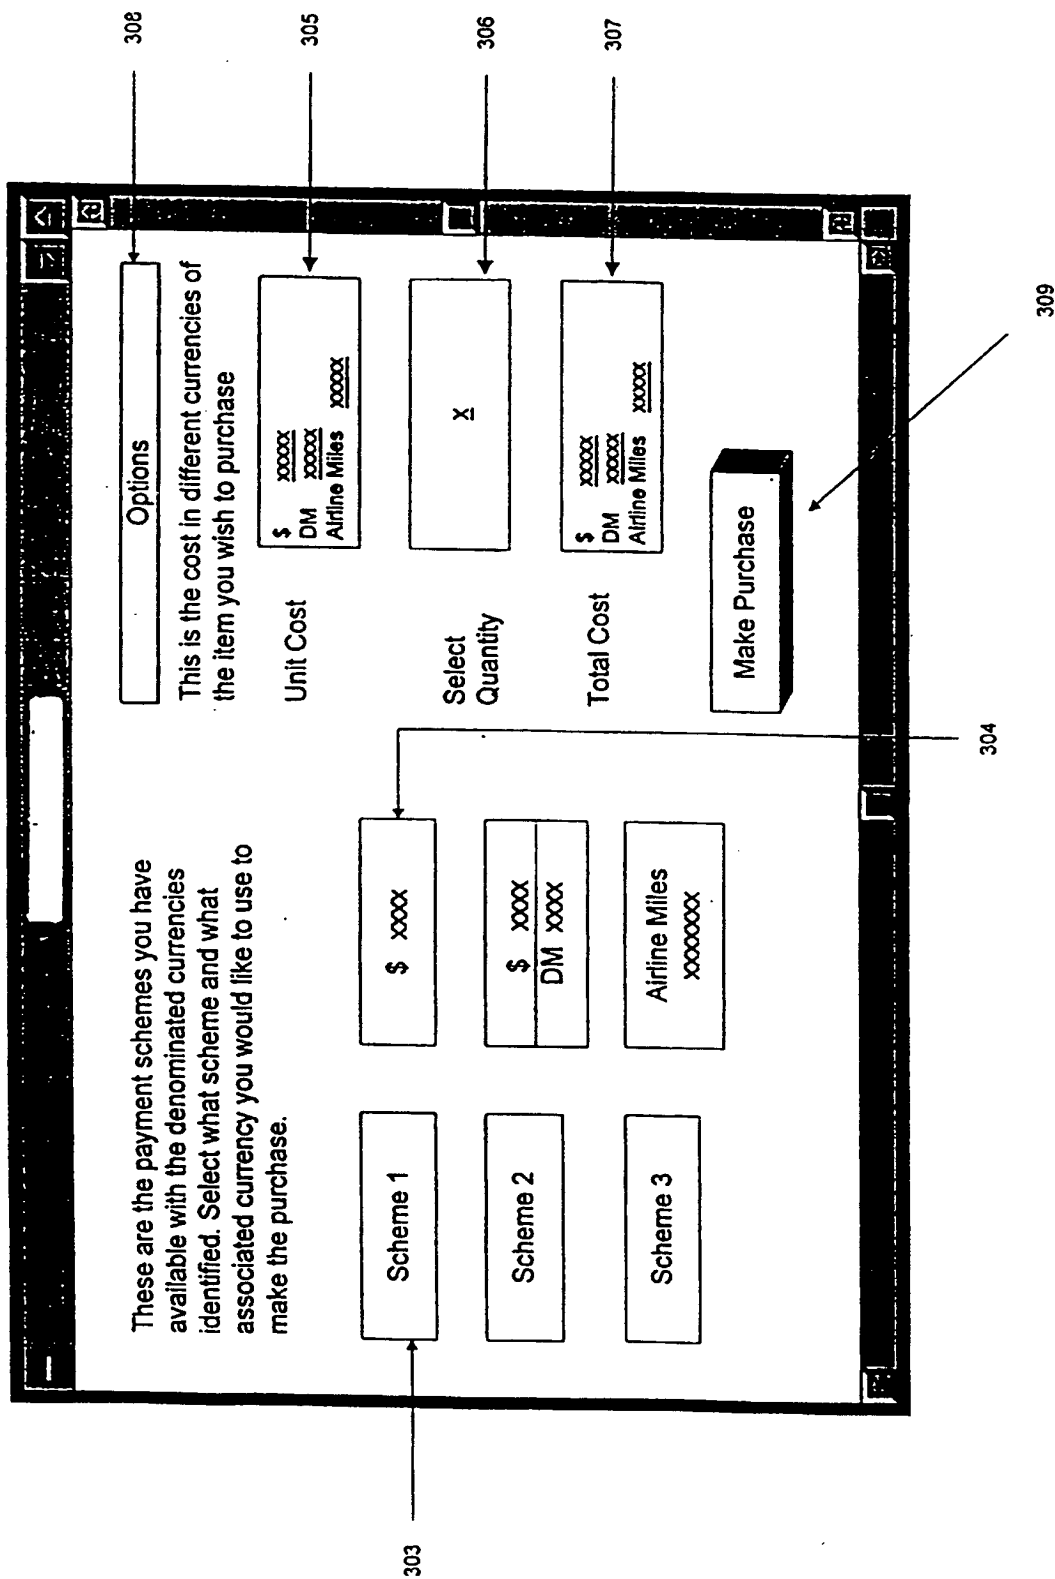 308
305
306
307
Options
This is the cost in different currencies of
the item you wish to purchase
Unit Cost
$ xxxxx
DM xxxxx
Airline Miles xxxxx
Select
Quantity
x
Total Cost
$ xxxxx
DM xxxxx
Airline Miles xxxxx
Make Purchase
309
These are the payment schemes you have
available with the denominated currencies
identified. Select what scheme and what
associated currency you would like to use to
make the purchase.
Scheme 1
$ xxxx
Scheme 2
$ xxxx
DM xxxx
Scheme 3
Airline Miles
xxxxxxx
304
303